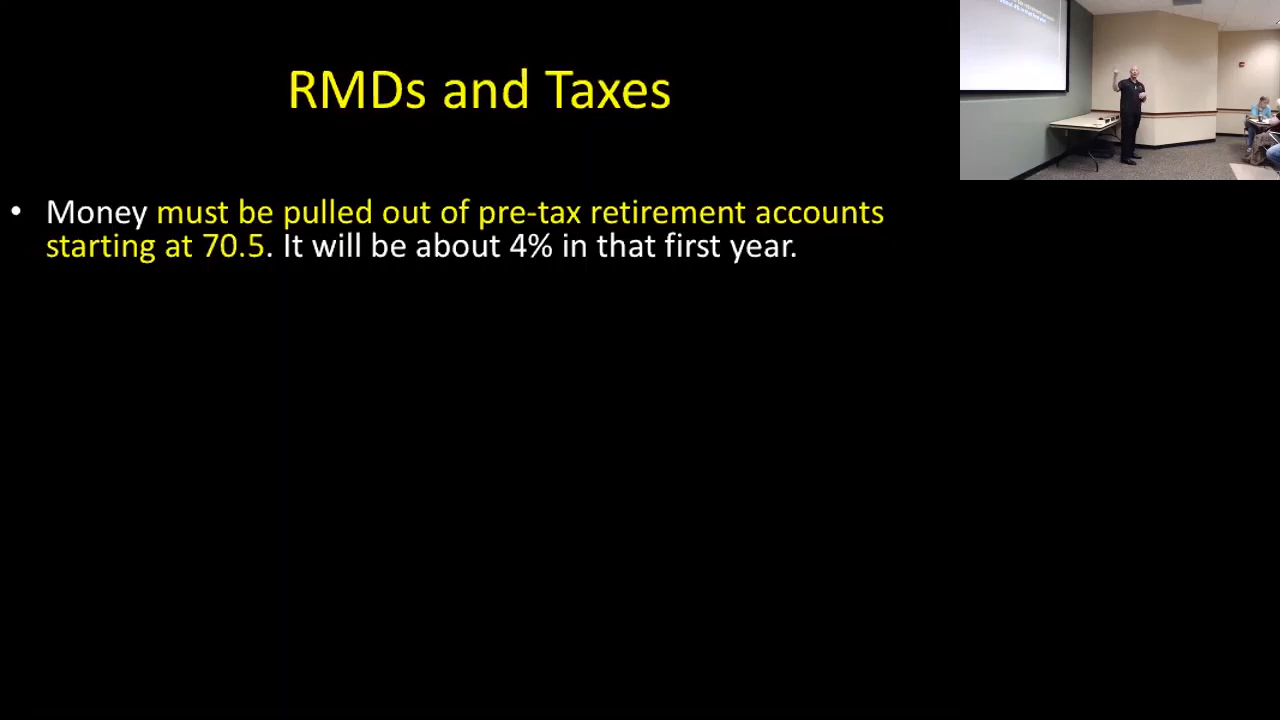 RMDs and Taxes
• Money must be pulled out of pre-tax retirement accounts
starting at 70.5. It will be about 4% in that first year.